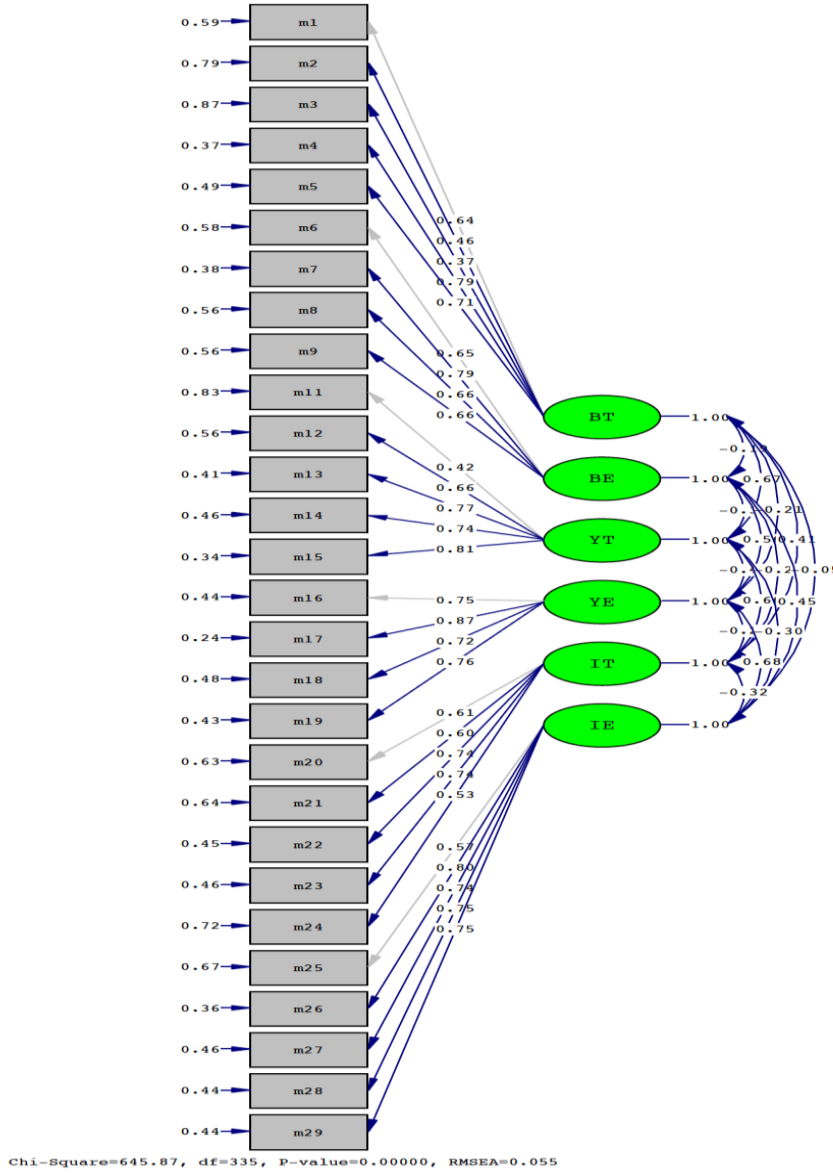 0.59 m1
0.79 m2
0.87 m3
0.37 m4
0.49 m5
0.58 m6
0.38 m7
0.56 m8
0.56 m9
0.83 m11
0.56 m12
0.41 m13
0.46 m14
0.34 m15
0.44 m16
0.24 m17
0.48 m18
0.43 m19
0.63 m20
0.64 m21
0.45 m22
0.46 m23
0.72 m24
0.67 m25
0.36 m26
0.46 m27
0.44 m28
0.44 m29
0.64
0.46
0.37
0.79
0.71
0.65
0.79
0.66
0.66
0.42
0.66
0.77
0.74
0.81
0.75
0.87
0.72
0.76
0.61
0.60
0.74
0.74
0.53
0.57
0.80
0.74
0.75
0.75
BT 1.00
BE 1.00
YT 1.00
YE 1.00
IT 1.00
IE 1.00
-0.19
0.67
0.21
0.41
0.45
-0.30
0.68
-0.32
Chi-Square=645.87, df=335, P-value=0.00000, RMSEA=0.055